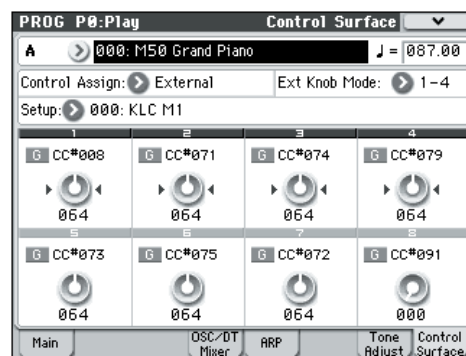 PROG P0:Play Control Surface
A 000: M50 Grand Piano ♩= 087.00
Control Assign: External Ext Knob Mode: 1-4
Setup: 000: KLC M1
1 2 3 4
G CC#008 G CC#071 G CC#074 G CC#079
064 064 064 064
5 6 7 8
G CC#073 G CC#075 G CC#072 G CC#091
064 064 064 000
Main OSC/DT Mixer ARP Tone Adjust Control Surface